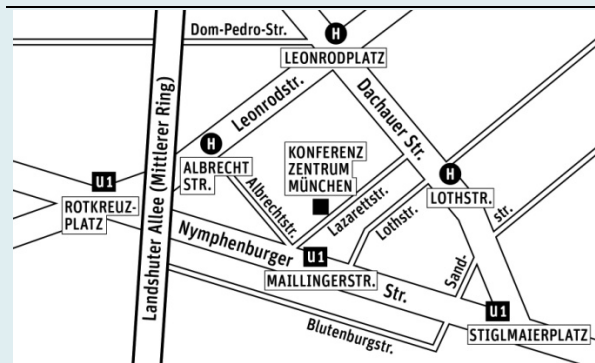 Dom-Pedro-Str.
H
LEONRODPLATZ
Landshuter Allee (Mittlerer Ring)
Leonrodstr.
Dachauer Str.
H
ALBRECHT
STR.
KONFERENZ
ZENTRUM
MÜNCHEN
H
LOTHSTR.
U1
ROTKREUZ-
PLATZ
Albrechtstr.
Lazarettstr.
Lothstr.
Sand-
str.
Nymphenburger
Str.
U1
MAILLINGERSTR.
U1
STIGLMAIERPLATZ
Blutenburgstr.